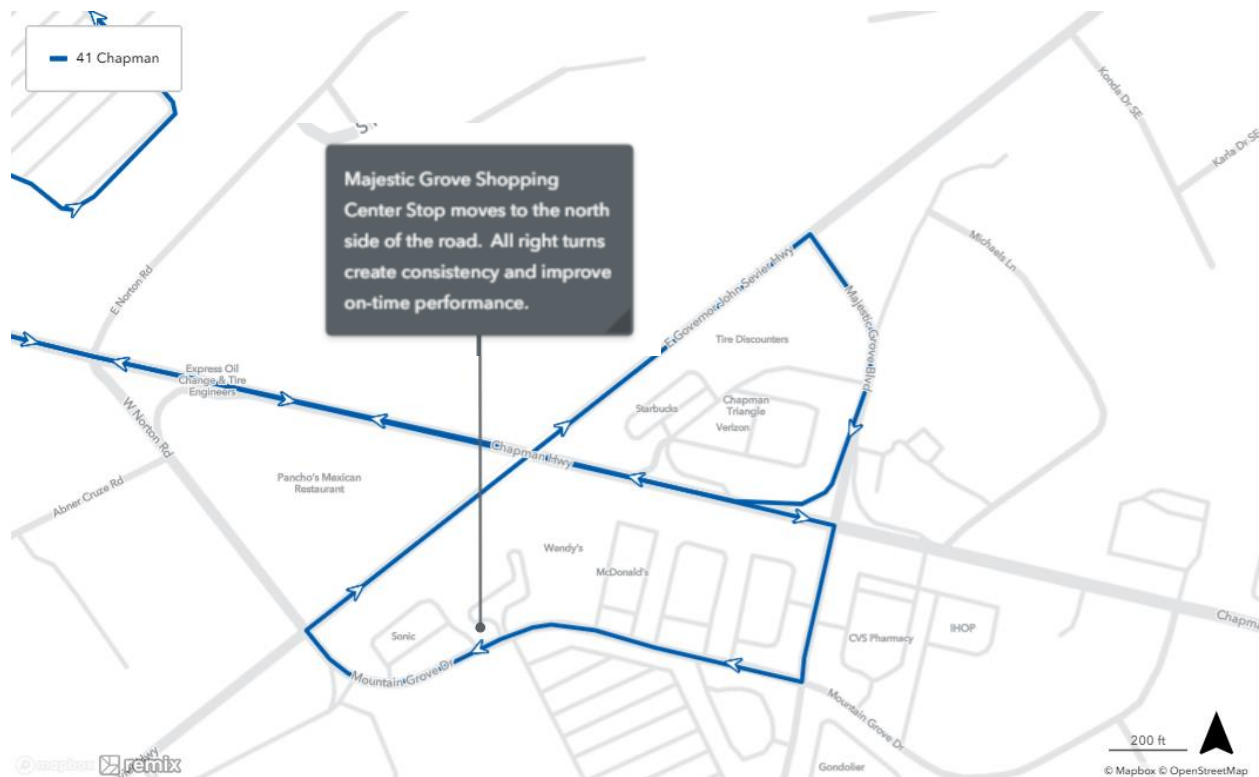 41 Chapman
Konda Dr SE
Karla Dr SE
Majestic Grove Shopping
Center Stop moves to the north
side of the road.  All right turns
create consistency and improve
on-time performance.
Michaels Ln
E Norton Rd
E Governor John Sevier Hwy
Majestic Grove Blvd
Tire Discounters
Express Oil
Change & Tire
Engineers
Starbucks
Chapman
Triangle
Verizon
W Norton Rd
Chapman Hwy
Pancho's Mexican
Restaurant
Abner Cruze Rd
Wendy's
McDonald's
Sonic
CVS Pharmacy
IHOP
Mountain Grove Dr
Mountain Grove Dr
Gondolier
200 ft
mapbox remix
© Mapbox © OpenStreetMap